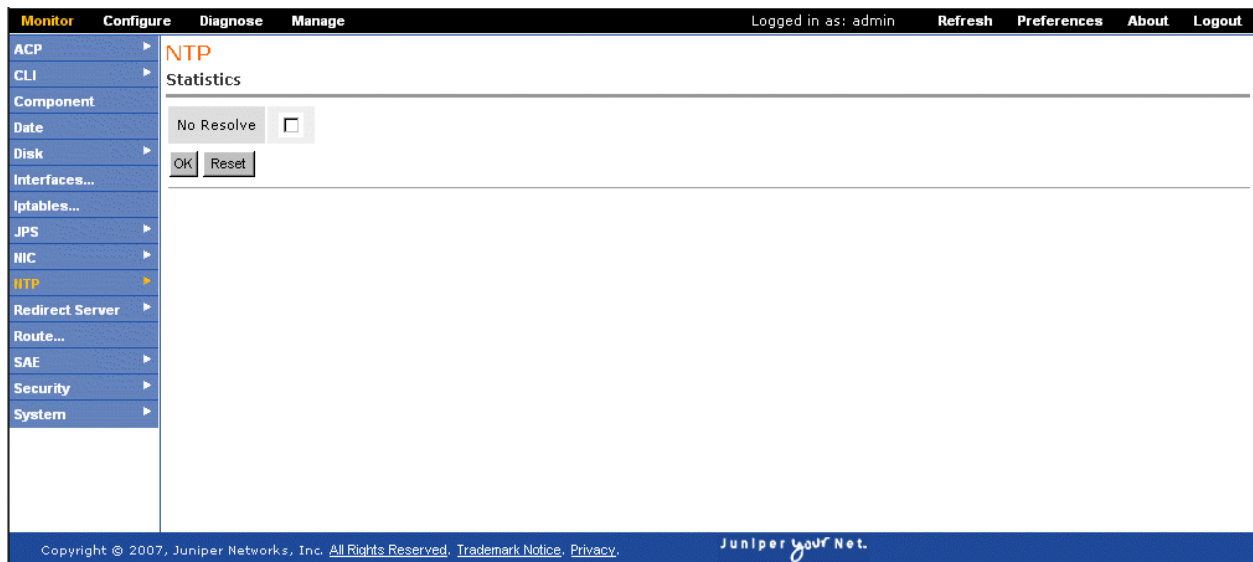 Monitor Configure Diagnose Manage Logged in as: admin Refresh Preferences About Logout
ACP
CLI
Component
Date
Disk
Interfaces...
Iptables...
JPS
NIC
NTP
Redirect Server
Route...
SAE
Security
System
NTP
Statistics
No Resolve
OK Reset
Copyright © 2007, Juniper Networks, Inc. All Rights Reserved. Trademark Notice. Privacy.
Juniper your Net.